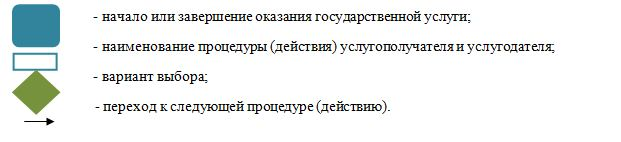 - начало или завершение оказания государственной услуги;
- наименование процедуры (действия) услугополучателя и услугодателя;
- вариант выбора;
- переход к следующей процедуре (действию).